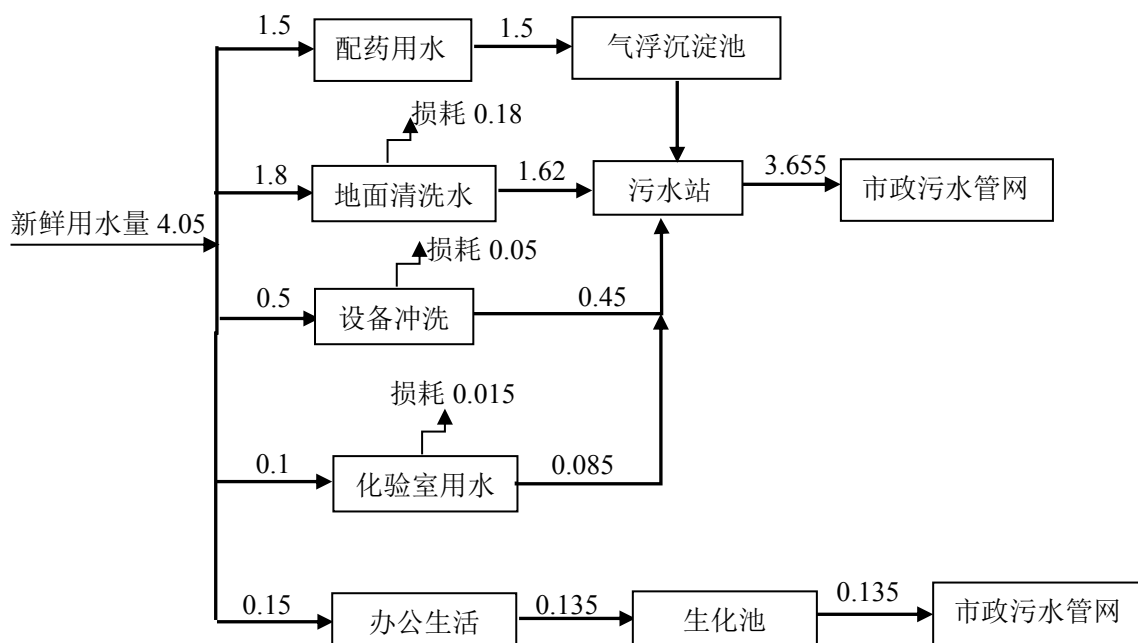 1.5
配药用水
1.5
气浮沉淀池
损耗 0.18
1.8
地面清洗水
1.62
污水站
3.655
市政污水管网
新鲜用水量 4.05
损耗 0.05
0.5
设备冲洗
0.45
损耗 0.015
0.1
化验室用水
0.085
0.15
办公生活
0.135
生化池
0.135
市政污水管网